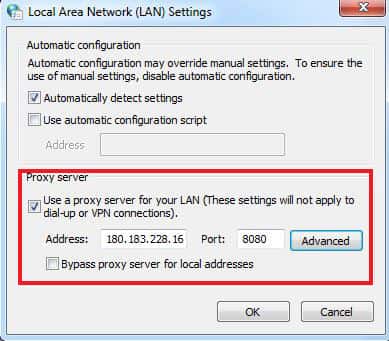 Local Area Network (LAN) Settings
Automatic configuration
Automatic configuration may override manual settings. To ensure the
use of manual settings, disable automatic configuration.
Automatically detect settings
Use automatic configuration script
Address
Proxy server
Use a proxy server for your LAN (These settings will not apply to
dial-up or VPN connections).
Address: 180.183.228.16 Port: 8080 Advanced
Bypass proxy server for local addresses
OK Cancel